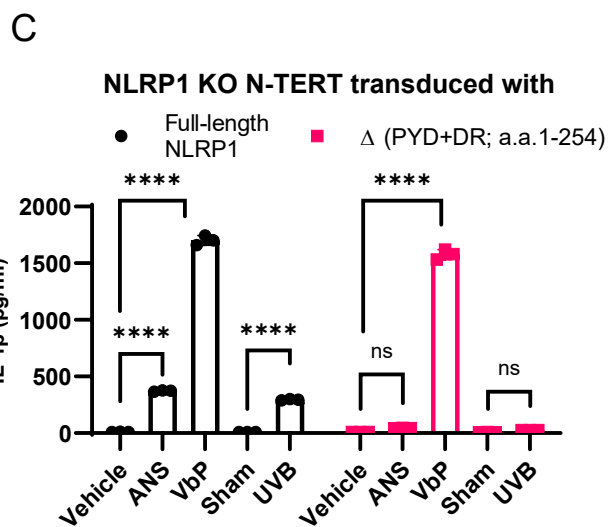 C
NLRP1 KO N-TERT transduced with
Full-length
NLRP1
Δ (PYD+DR; a.a.1-254)
****
****
2000
1500
1000
500
0
****
****
ns
ns
Vehicle
ANS
VbP
Sham
UVB
Vehicle
ANS
VbP
Sham
UVB